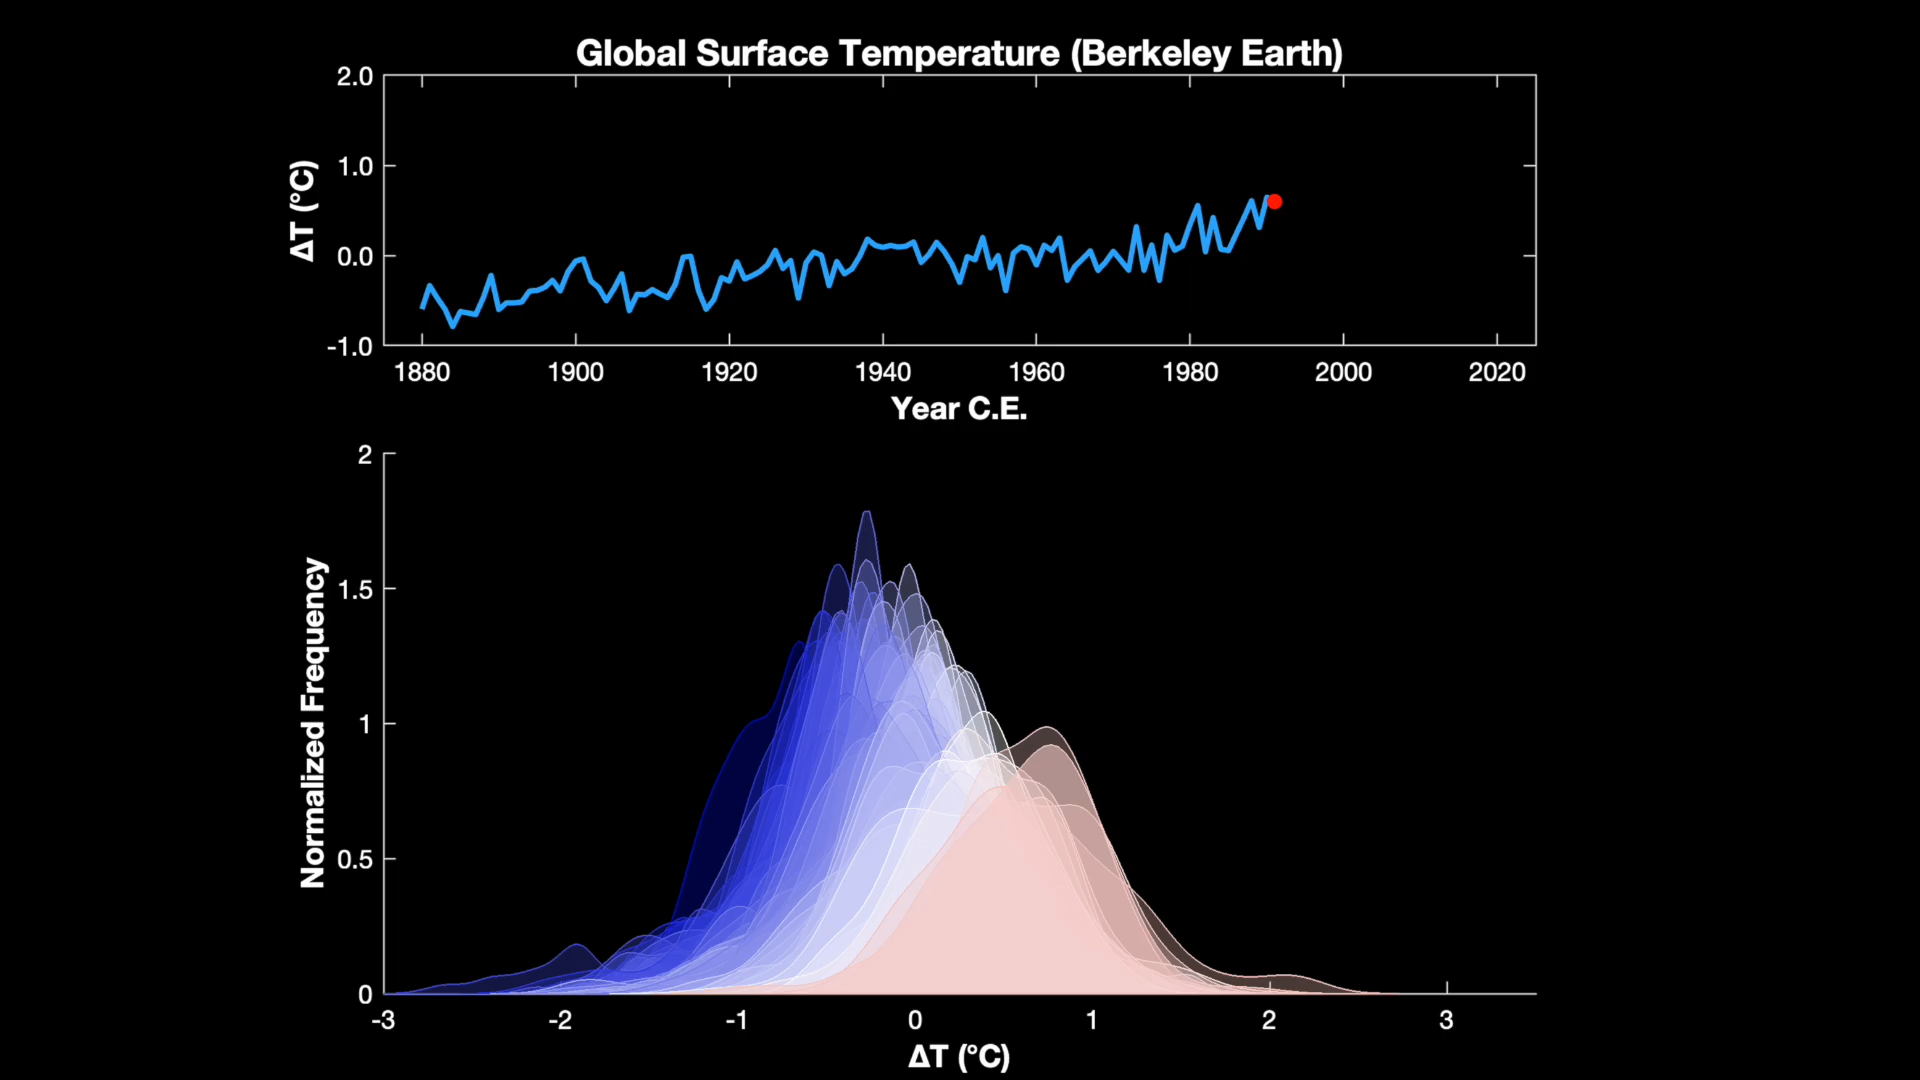 Global Surface Temperature (Berkeley Earth)
2.0
1.0
0.0
-1.0
ΔT (°C)
1880 1900 1920 1940 1960 1980 2000 2020
Year C.E.
2
1.5
1
0.5
0
Normalized Frequency
-3 -2 -1 0 1 2 3
ΔT (°C)